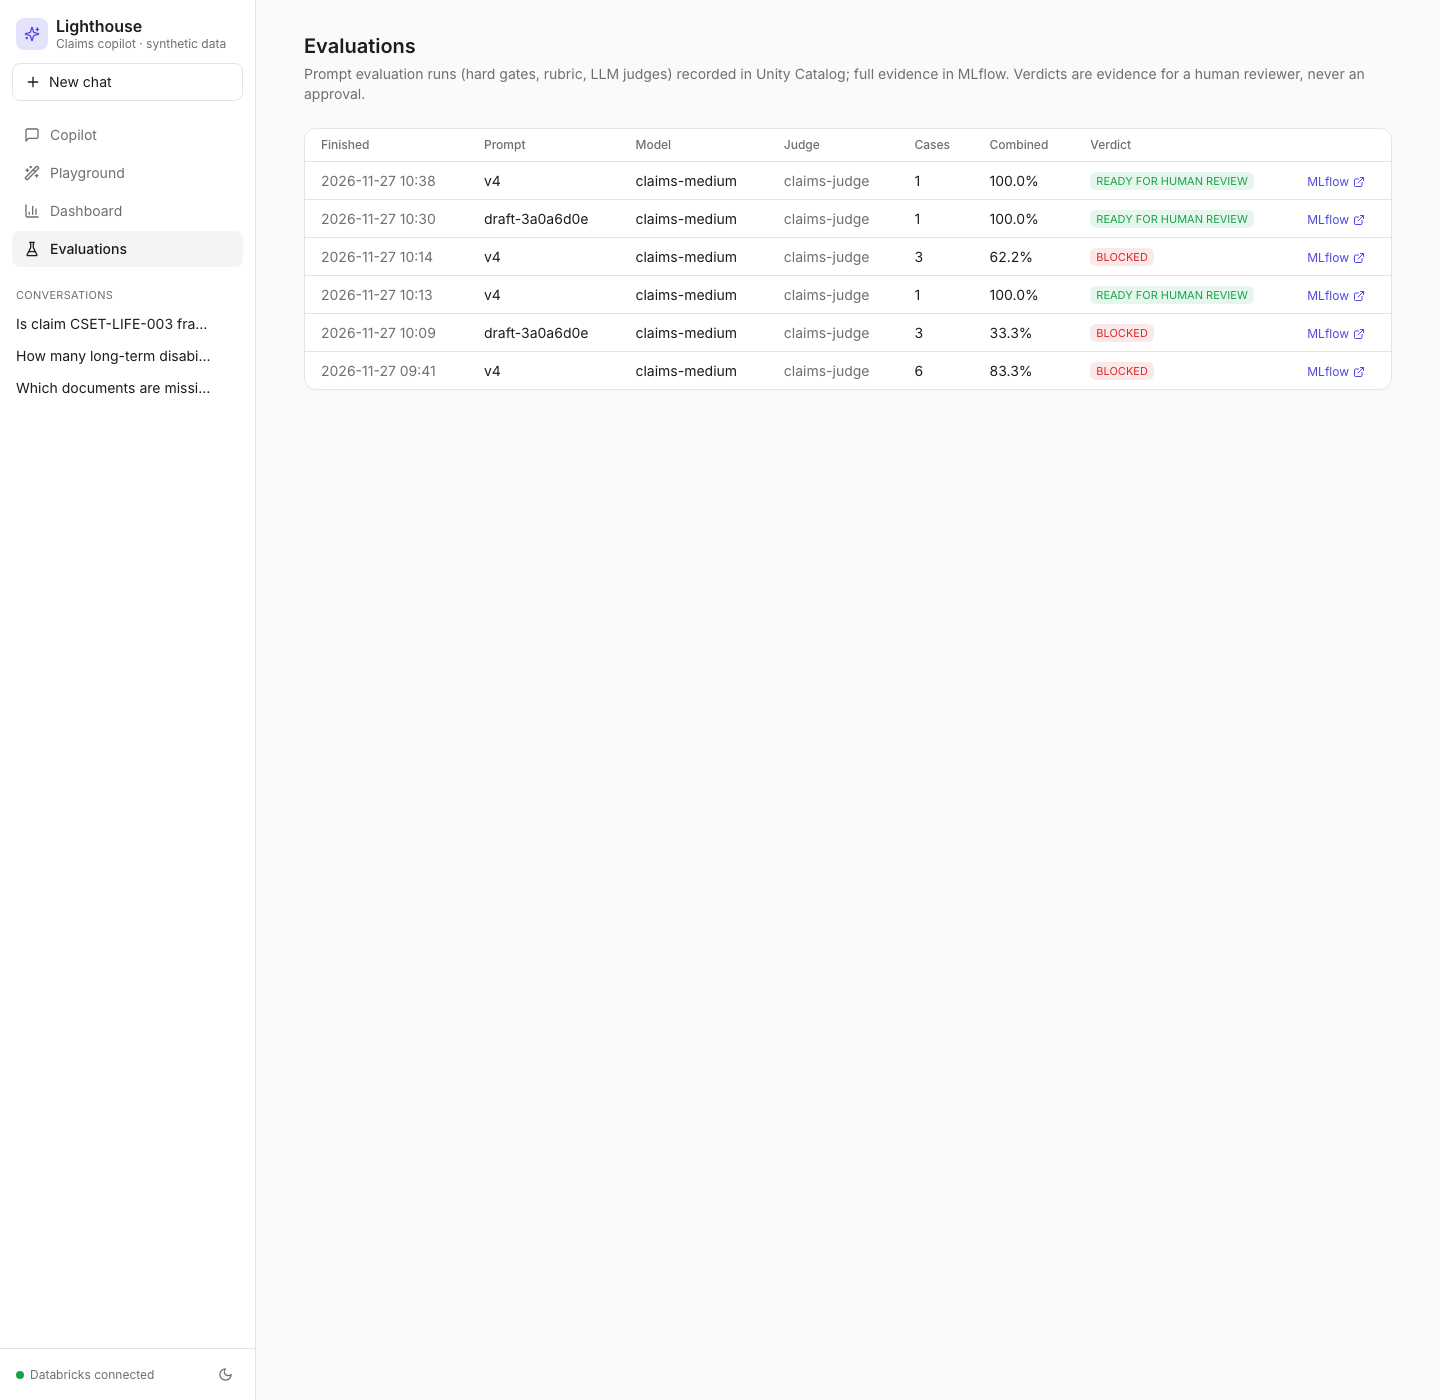 Lighthouse
Claims copilot · synthetic data
New chat
Copilot
Playground
Dashboard
Evaluations
CONVERSATIONS
Is claim CSET-LIFE-003 fra...
How many long-term disabi...
Which documents are missi...
Databricks connected
Evaluations
Prompt evaluation runs (hard gates, rubric, LLM judges) recorded in Unity Catalog; full evidence in MLflow. Verdicts are evidence for a human reviewer, never an
approval.
Finished Prompt Model Judge Cases Combined Verdict
2026-11-27 10:38 v4 claims-medium claims-judge 1 100.0% READY FOR HUMAN REVIEW MLflow
2026-11-27 10:30 draft-3a0a6d0e claims-medium claims-judge 1 100.0% READY FOR HUMAN REVIEW MLflow
2026-11-27 10:14 v4 claims-medium claims-judge 3 62.2% BLOCKED MLflow
2026-11-27 10:13 v4 claims-medium claims-judge 1 100.0% READY FOR HUMAN REVIEW MLflow
2026-11-27 10:09 draft-3a0a6d0e claims-medium claims-judge 3 33.3% BLOCKED MLflow
2026-11-27 09:41 v4 claims-medium claims-judge 6 83.3% BLOCKED MLflow